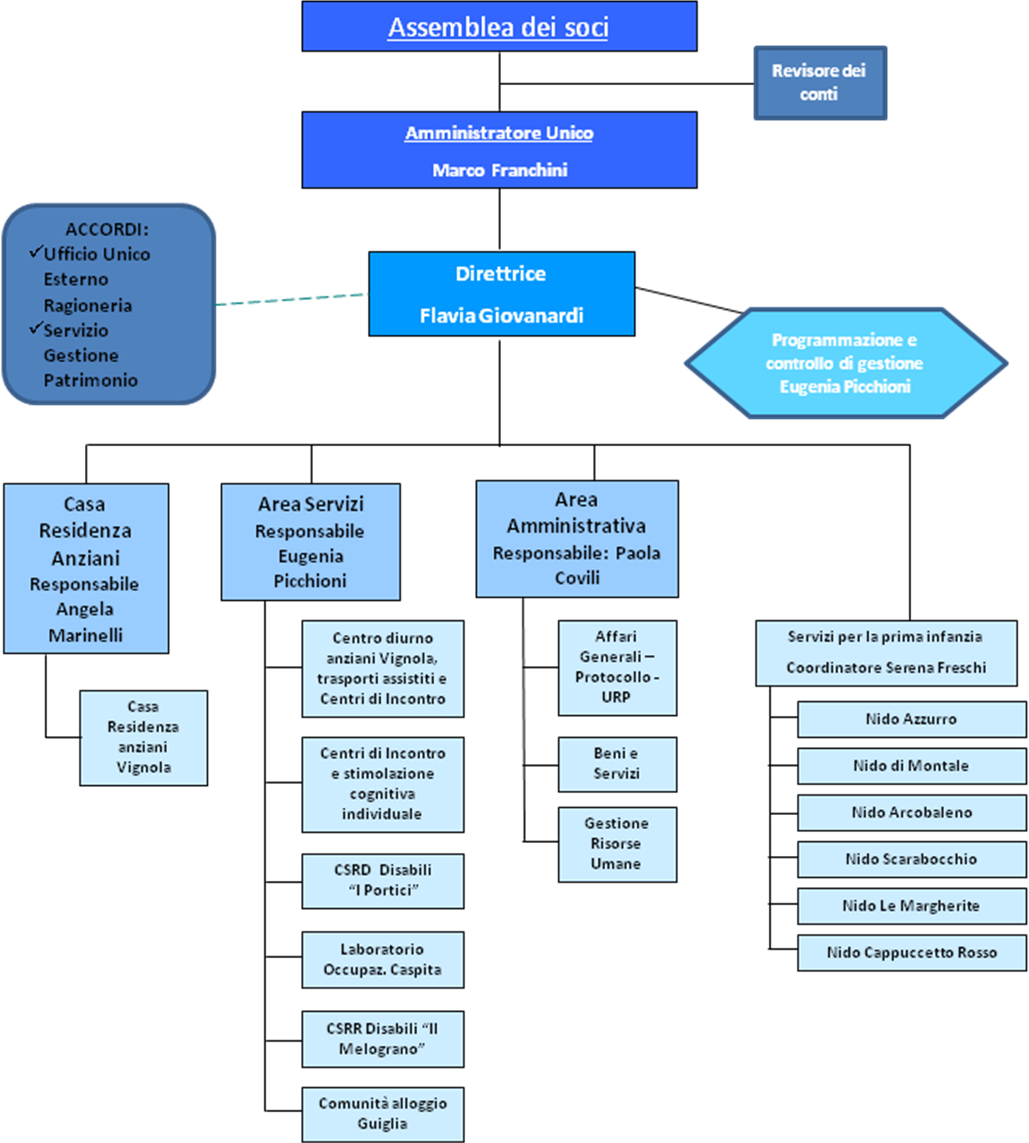 Assemblea dei soci
Revisore dei
conti
Amministratore Unico
Marco Franchini
ACCORDI:
✓Ufficio Unico
Esterno
Ragioneria
✓Servizio
Gestione
Patrimonio
Direttrice
Flavia Giovanardi
Programmazione e
controllo di gestione
Eugenia Picchioni
Casa
Residenza
Anziani
Responsabile
Angela
Marinelli
Casa
Residenza
anziani
Vignola
Area Servizi
Responsabile
Eugenia
Picchioni
Centro diurno
anziani Vignola,
trasporti assistiti e
Centri di Incontro
Centri di Incontro
e stimolazione
cognitiva
individuale
CSRD Disabili
“I Portici”
Laboratorio
Occupaz. Caspita
CSRR Disabili “Il
Melograno”
Comunità alloggio
Guiglia
Area
Amministrativa
Responsabile: Paola
Covili
Affari
Generali –
Protocollo -
URP
Beni e
Servizi
Gestione
Risorse
Umane
Servizi per la prima infanzia
Coordinatore Serena Freschi
Nido Azzurro
Nido di Montale
Nido Arcobaleno
Nido Scarabocchio
Nido Le Margherite
Nido Cappuccetto Rosso